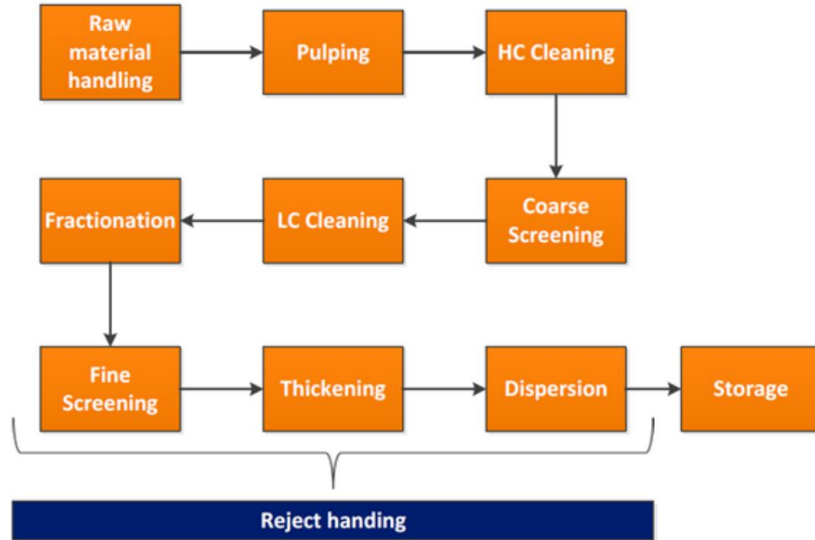 Raw
material
handling
Pulping
HC Cleaning
Coarse
Screening
LC Cleaning
Fractionation
Fine
Screening
Thickening
Dispersion
Storage
Reject handing